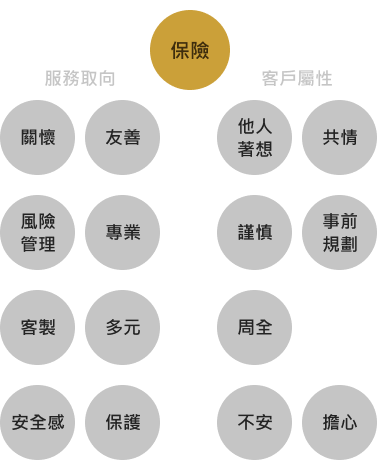 保險
服務取向
客戶屬性
關懷
友善
他人
著想
共情
風險
管理
專業
謹慎
事前
規劃
客製
多元
周全
安全感
保護
不安
擔心